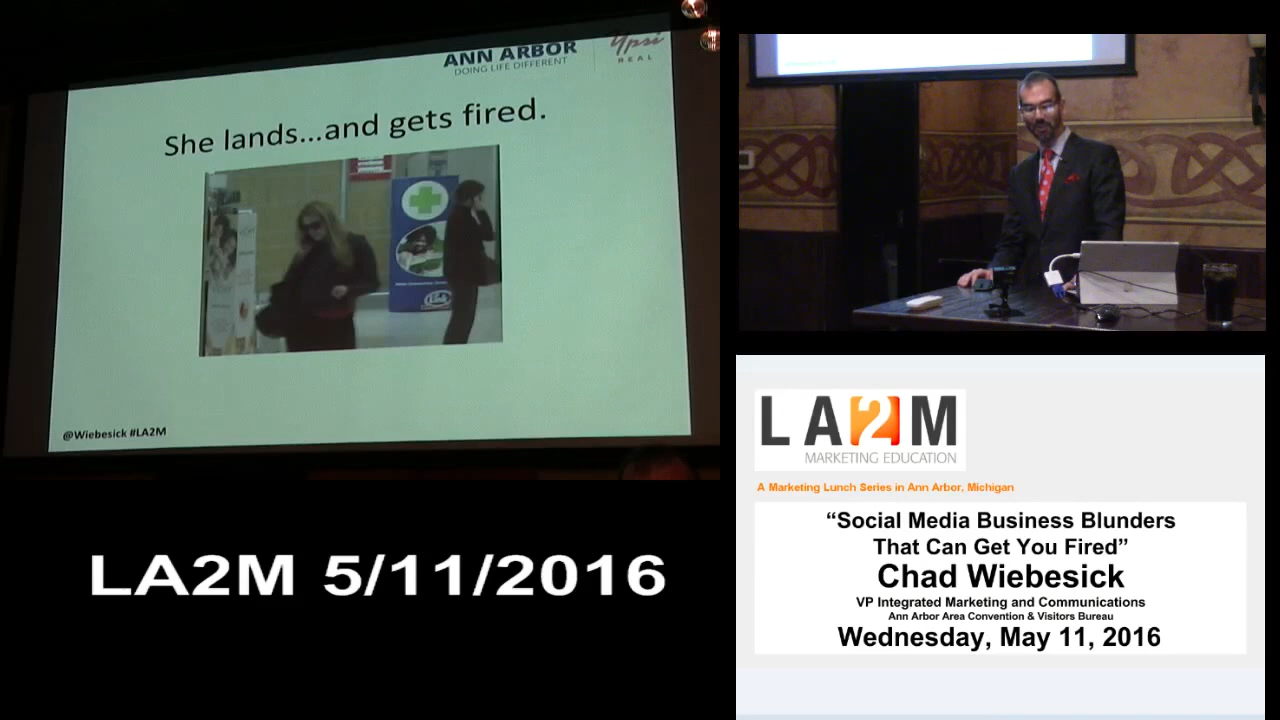 ANN ARBOR
DOING LIFE DIFFERENT
Ypsi
REAL
She lands...and gets fired.
@Wiebesick #LA2M
LA2M 5/11/2016
LA2M
MARKETING EDUCATION
A Marketing Lunch Series in Ann Arbor, Michigan
“Social Media Business Blunders
That Can Get You Fired”
Chad Wiebesick
VP Integrated Marketing and Communications
Ann Arbor Area Convention & Visitors Bureau
Wednesday, May 11, 2016